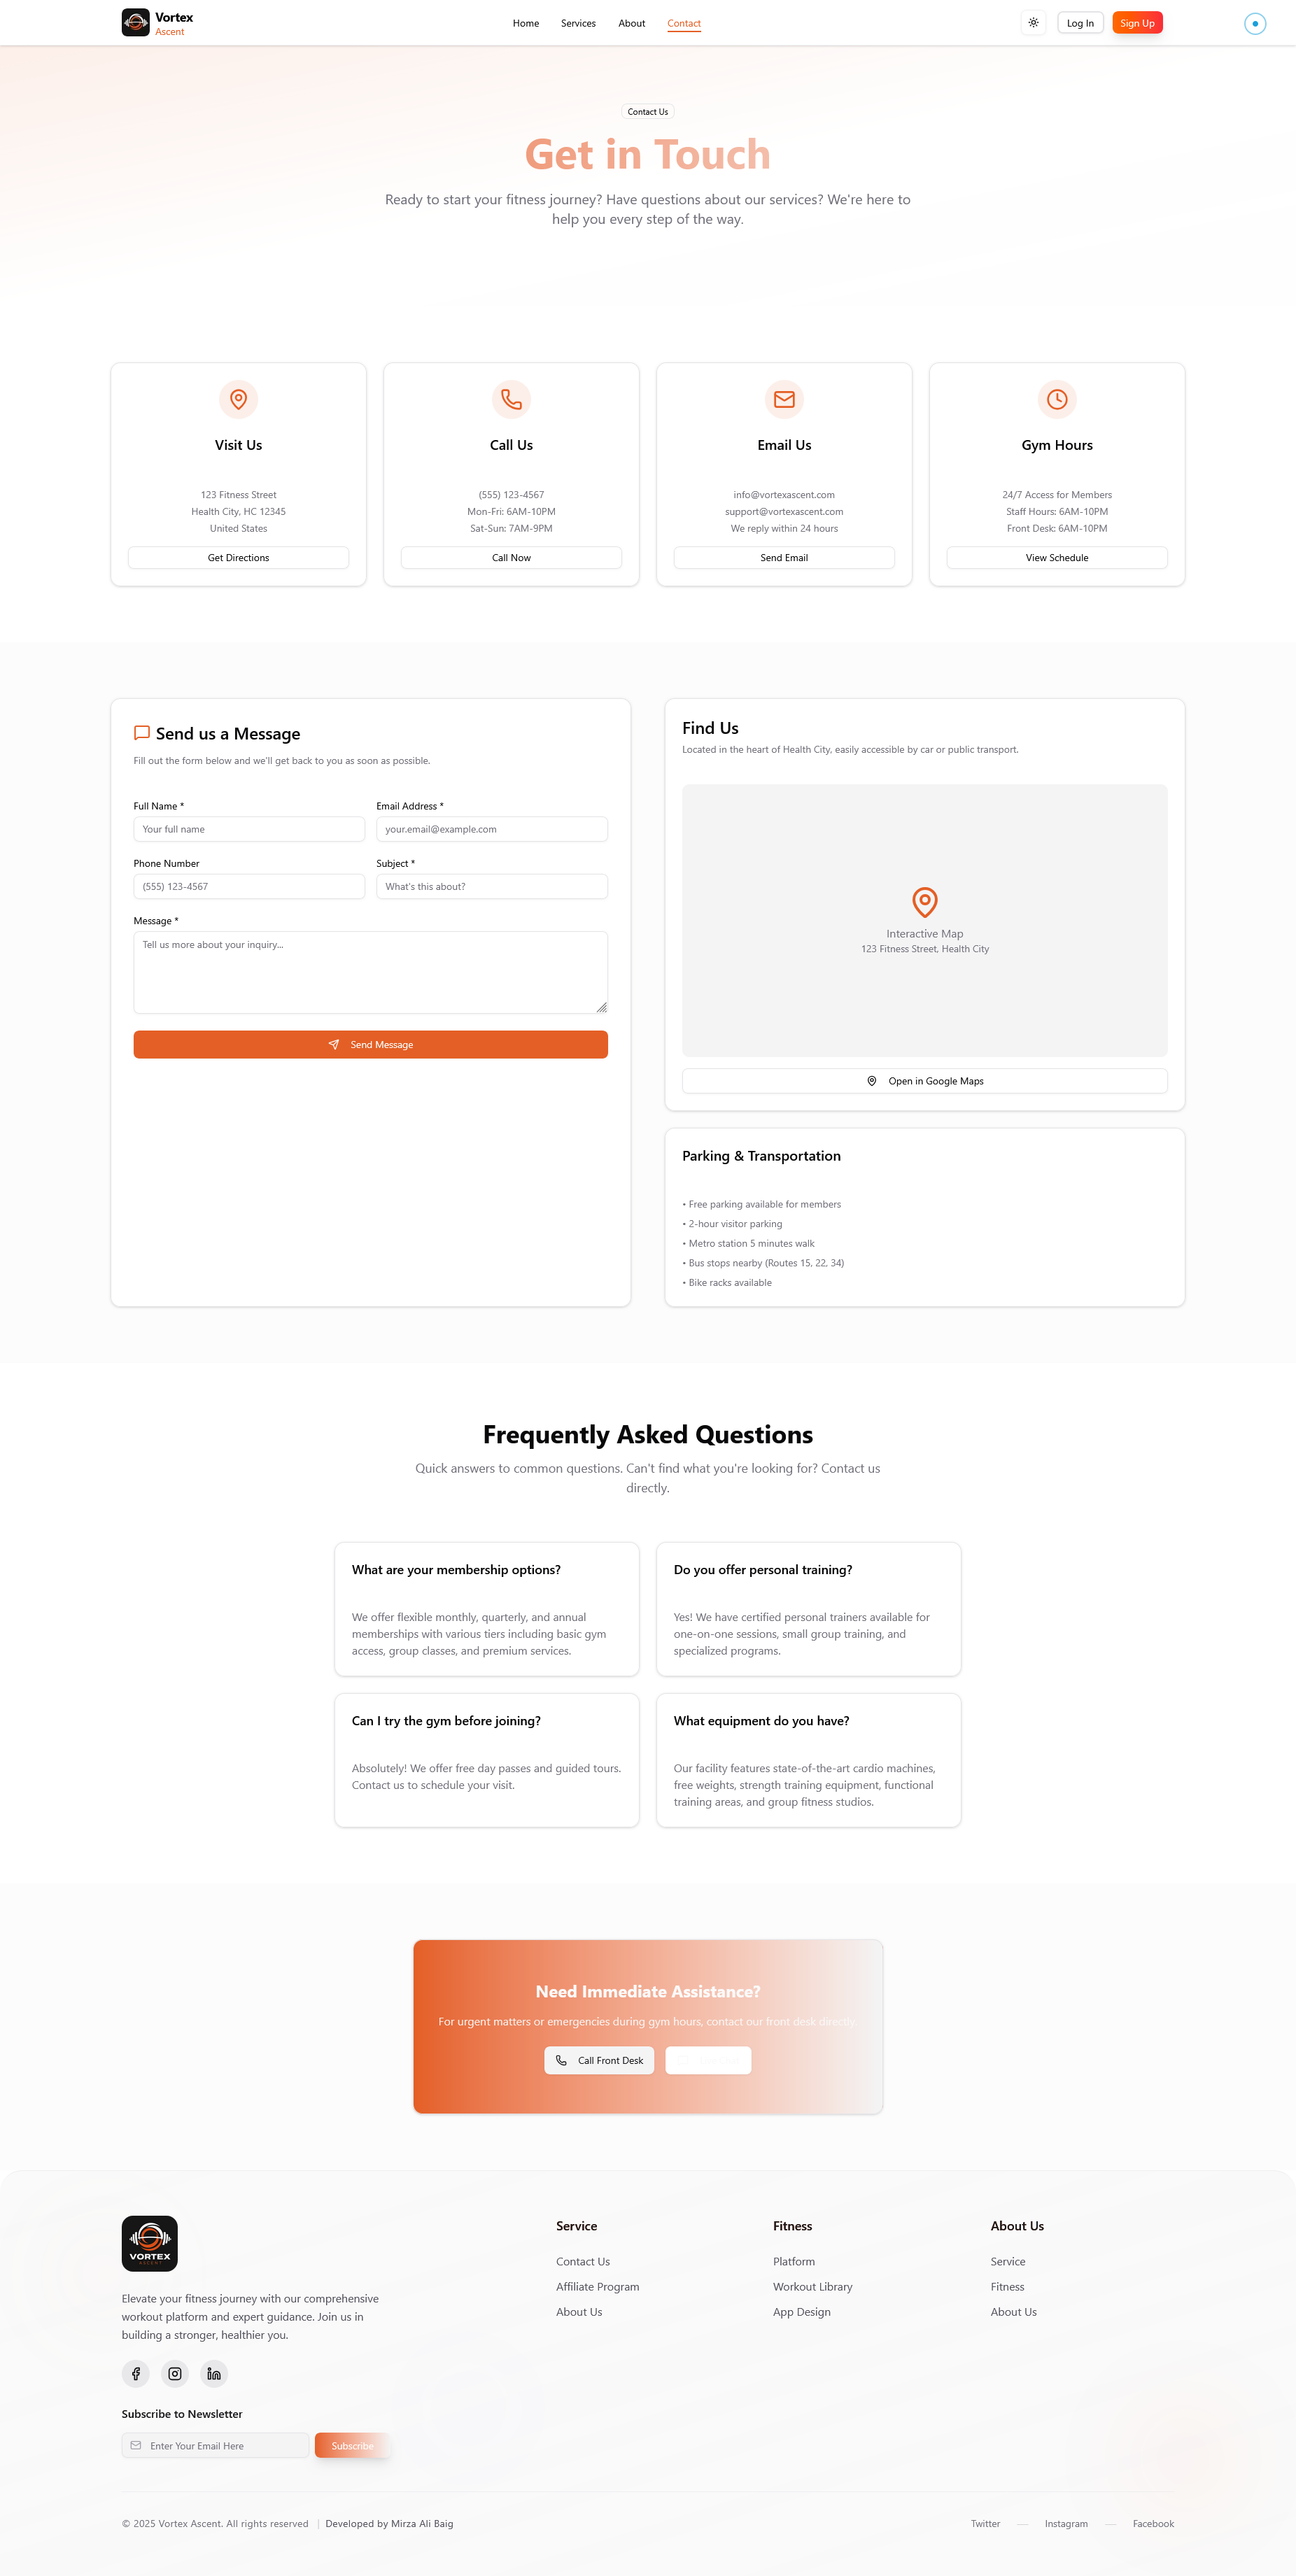 Vortex
Ascent
Home
Services
About
Contact
Log In
Sign Up
Contact Us
Get in Touch
Ready to start your fitness journey? Have questions about our services? We're here to
help you every step of the way.
Visit Us
123 Fitness Street
Health City, HC 12345
United States
Get Directions
Call Us
(555) 123-4567
Mon-Fri: 6AM-10PM
Sat-Sun: 7AM-9PM
Call Now
Email Us
info@vortexascent.com
support@vortexascent.com
We reply within 24 hours
Send Email
Gym Hours
24/7 Access for Members
Staff Hours: 6AM-10PM
Front Desk: 6AM-10PM
View Schedule
Send us a Message
Fill out the form below and we'll get back to you as soon as possible.
Full Name *
Your full name
Email Address *
your.email@example.com
Phone Number
(555) 123-4567
Subject *
What's this about?
Message *
Tell us more about your inquiry...
Send Message
Find Us
Located in the heart of Health City, easily accessible by car or public transport.
Interactive Map
123 Fitness Street, Health City
Open in Google Maps
Parking & Transportation
• Free parking available for members
• 2-hour visitor parking
• Metro station 5 minutes walk
• Bus stops nearby (Routes 15, 22, 34)
• Bike racks available
Frequently Asked Questions
Quick answers to common questions. Can't find what you're looking for? Contact us
directly.
What are your membership options?
We offer flexible monthly, quarterly, and annual
memberships with various tiers including basic gym
access, group classes, and premium services.
Do you offer personal training?
Yes! We have certified personal trainers available for
one-on-one sessions, small group training, and
specialized programs.
Can I try the gym before joining?
Absolutely! We offer free day passes and guided tours.
Contact us to schedule your visit.
What equipment do you have?
Our facility features state-of-the-art cardio machines,
free weights, strength training equipment, functional
training areas, and group fitness studios.
Need Immediate Assistance?
For urgent matters or emergencies during gym hours, contact our front desk directly.
Call Front Desk
VORTEX
ASCENT
Elevate your fitness journey with our comprehensive
workout platform and expert guidance. Join us in
building a stronger, healthier you.
Subscribe to Newsletter
Enter Your Email Here
Subscribe
Service
Contact Us
Affiliate Program
About Us
Fitness
Platform
Workout Library
App Design
About Us
Service
Fitness
About Us
© 2025 Vortex Ascent. All rights reserved | Developed by Mirza Ali Baig
Twitter
Instagram
Facebook